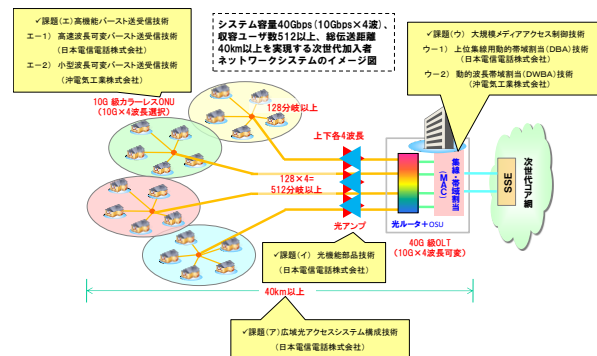 ✓課題(エ)高機能バースト送受信技術
エー1) 高速波長可変バースト送受信技術
(日本電信電話株式会社)
エー2) 小型波長可変バースト送受信技術
(沖電気工業株式会社)
システム容量40Gbps(10Gbps×4波)、
収容ユーザ数512以上、総伝送距離
40km以上を実現する次世代加入者
ネットワークシステムのイメージ図
✓課題(ウ) 大規模メディアアクセス制御技術
ウー1) 上位集線用動的帯域割当(DBA)技術
(日本電信電話株式会社)
ウー2) 動的波長帯域割当(DWBA)技術
(沖電気工業株式会社)
10G 級カラーレスONU
(10G×4波長選択)
128分岐以上
上下各4波長
128×4=
512分岐以上
光アンプ
集線・帯域割当
(MAC)
光ルータ+OSU
40G 級OLT
(10G×4波長可変)
SSE
次世代コア網
✓課題(イ) 光機能部品技術
(日本電信電話株式会社)
40km以上
✓課題(ア)広域光アクセスシステム構成技術
(日本電信電話株式会社)